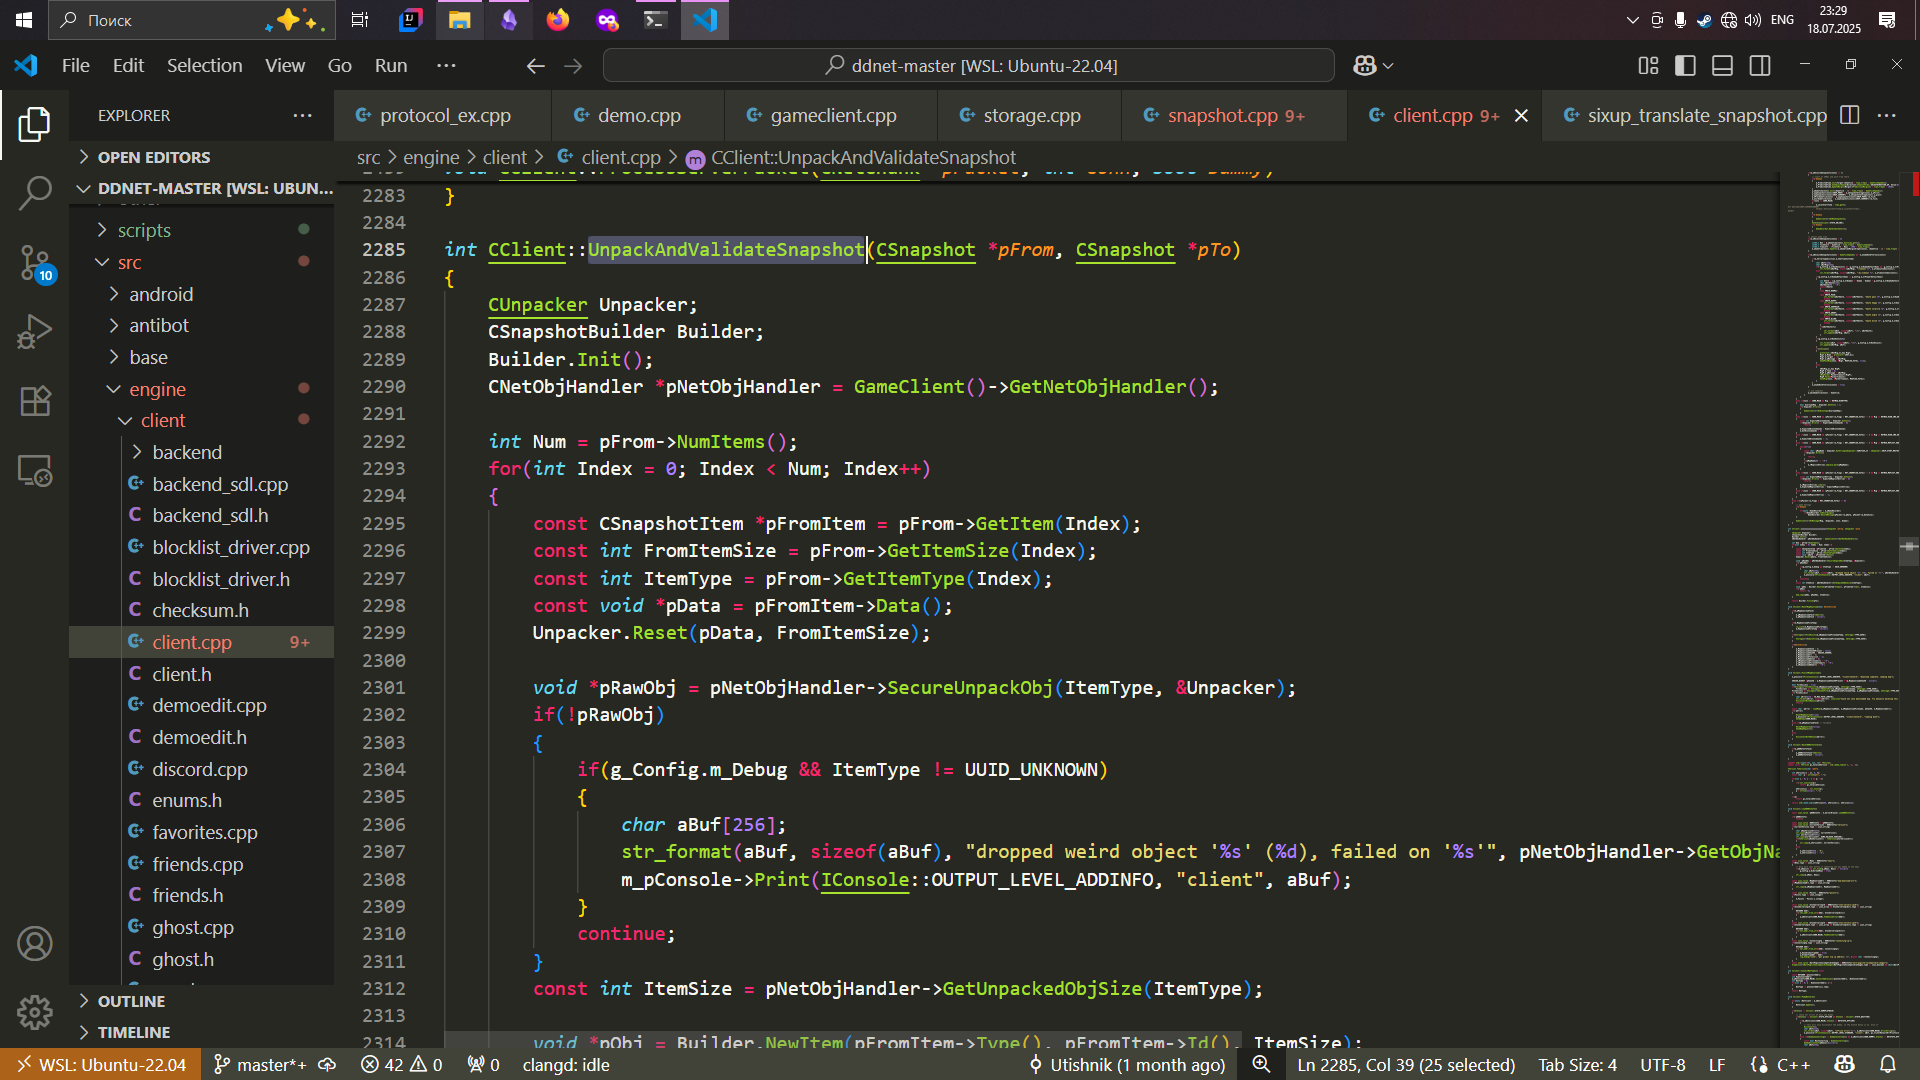 Поиск
ENG
23:29
18.07.2025
File Edit Selection View Go Run ···
ddnet-master [WSL: Ubuntu-22.04]
EXPLORER
protocol_ex.cpp
demo.cpp
gameclient.cpp
storage.cpp
snapshot.cpp 9+
client.cpp 9+
sixup_translate_snapshot.cpp
src > engine > client > client.cpp > CClient::UnpackAndValidateSnapshot
OPEN EDITORS
DDNET-MASTER [WSL: UBUN...
scripts
src
android
antibot
base
engine
client
backend
backend_sdl.cpp
backend_sdl.h
blocklist_driver.cpp
blocklist_driver.h
checksum.h
client.cpp 9+
client.h
demoedit.cpp
demoedit.h
discord.cpp
enums.h
favorites.cpp
friends.cpp
friends.h
ghost.cpp
ghost.h
OUTLINE
TIMELINE
10
2283 }
2284
2285 int CClient::UnpackAndValidateSnapshot(CSnapshot *pFrom, CSnapshot *pTo)
2286 {
2287 CUnpacker Unpacker;
2288 CSnapshotBuilder Builder;
2289 Builder.Init();
2290 CNetObjHandler *pNetObjHandler = GameClient()->GetNetObjHandler();
2291
2292 int Num = pFrom->NumItems();
2293 for(int Index = 0; Index < Num; Index++)
2294 {
2295 const CSnapshotItem *pFromItem = pFrom->GetItem(Index);
2296 const int FromItemSize = pFrom->GetItemSize(Index);
2297 const int ItemType = pFrom->GetItemType(Index);
2298 const void *pData = pFromItem->Data();
2299 Unpacker.Reset(pData, FromItemSize);
2300
2301 void *pRawObj = pNetObjHandler->SecureUnpackObj(ItemType, &Unpacker);
2302 if(!pRawObj)
2303 {
2304 if(g_Config.m_Debug && ItemType != UUID_UNKNOWN)
2305 {
2306 char aBuf[256];
2307 str_format(aBuf, sizeof(aBuf), "dropped weird object '%s' (%d), failed on '%s'", pNetObjHandler->GetObjNa
2308 m_pConsole->Print(IConsole::OUTPUT_LEVEL_ADDINFO, "client", aBuf);
2309 }
2310 continue;
2311 }
2312 const int ItemSize = pNetObjHandler->GetUnpackedObjSize(ItemType);
2313
2314 void *pObj = Builder.NewItem(pFromItem->Type(), pFromItem->Id(), ItemSize);
WSL: Ubuntu-22.04 master*+ 42 0 0 clangd: idle Utishnik (1 month ago) Ln 2285, Col 39 (25 selected) Tab Size: 4 UTF-8 LF C++